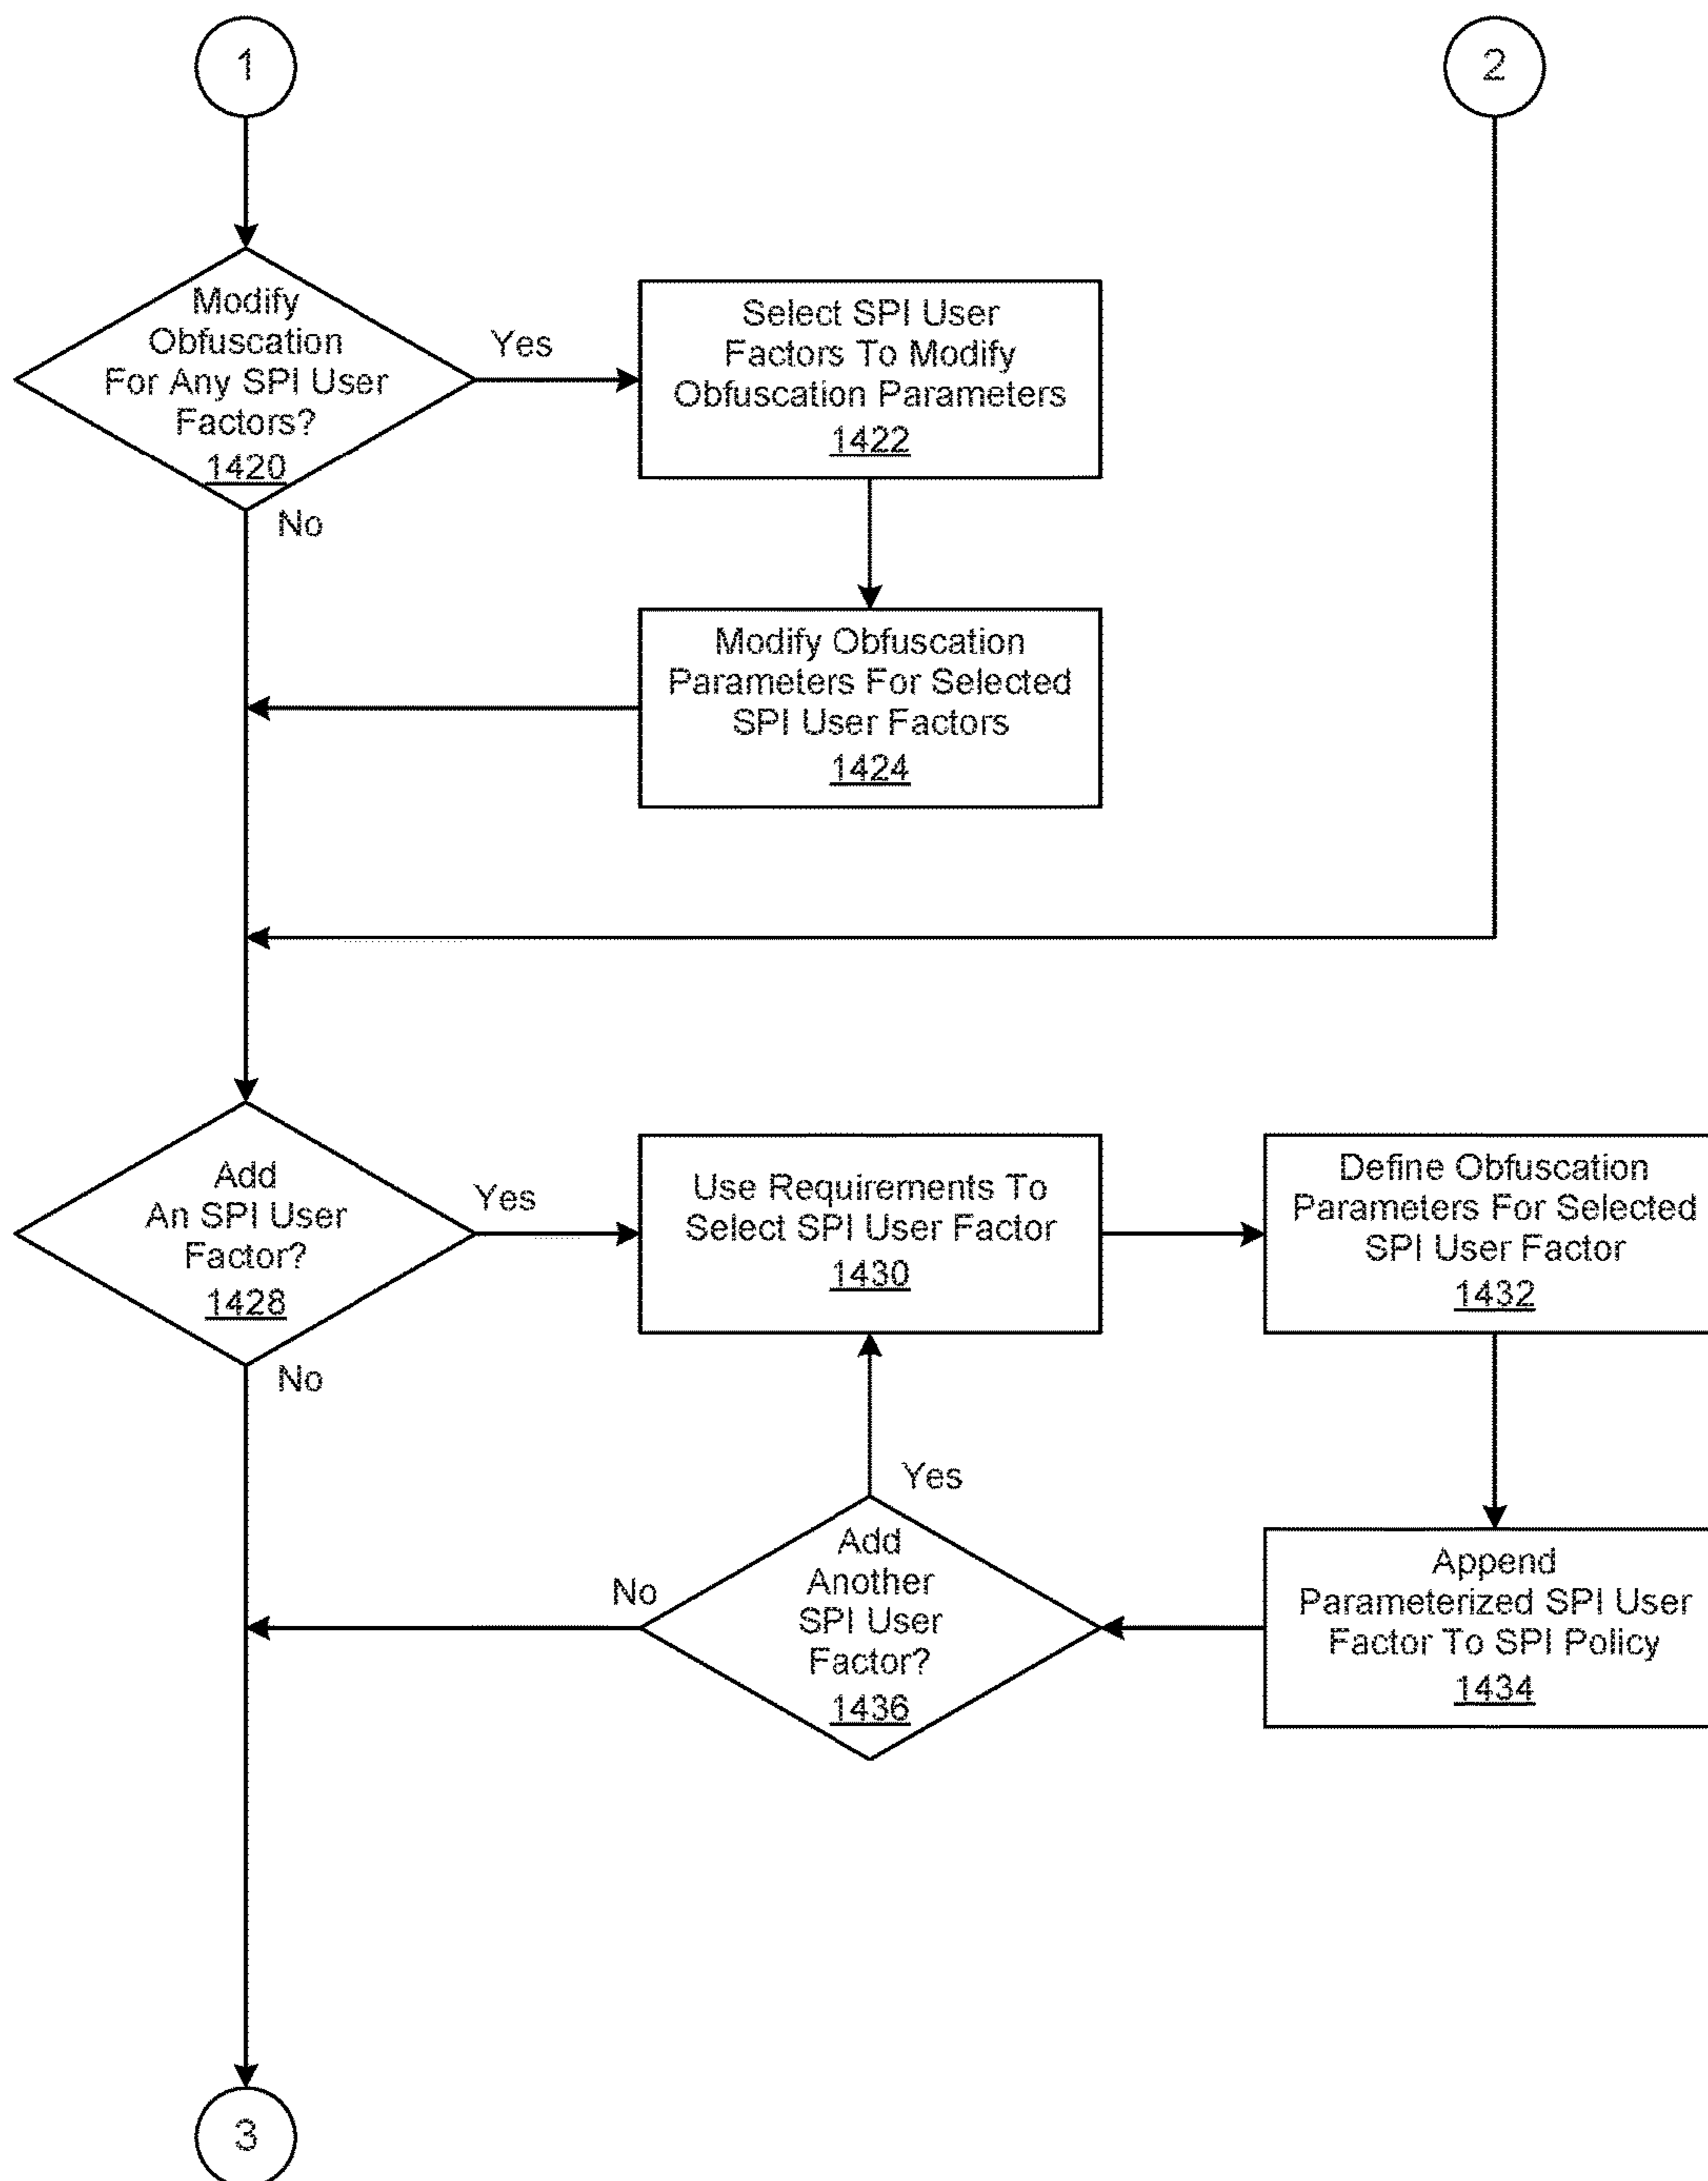 1
2
Modify
Obfuscation
For Any SPI User
Factors?
1420
Yes
No
Select SPI User
Factors To Modify
Obfuscation Parameters
1422
Modify Obfuscation
Parameters For Selected
SPI User Factors
1424
Add
An SPI User
Factor?
1428
Yes
No
Use Requirements To
Select SPI User Factor
1430
Define Obfuscation
Parameters For Selected
SPI User Factor
1432
Yes
Add
Another
SPI User
Factor?
1436
No
Append
Parameterized SPI User
Factor To SPI Policy
1434
3